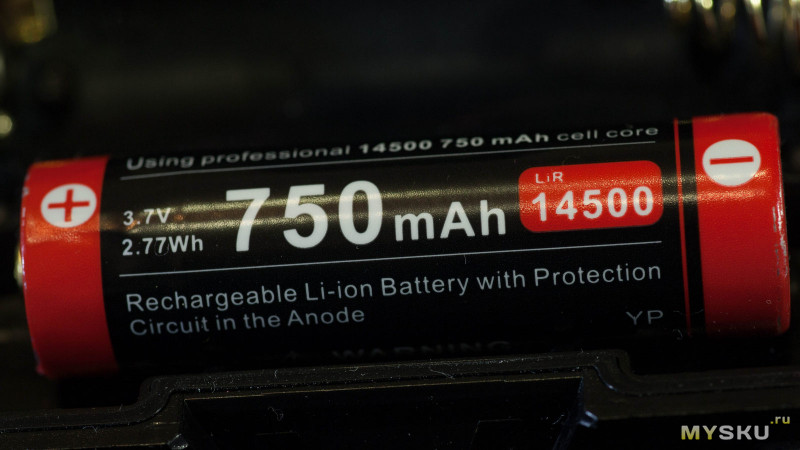 Using professional 14500 750 mAh cell core
3.7V
2.77Wh
750mAh
LiR
14500
Rechargeable Li-ion Battery with Protection
Circuit in the Anode
YP
WARNING
MYSKU.ru